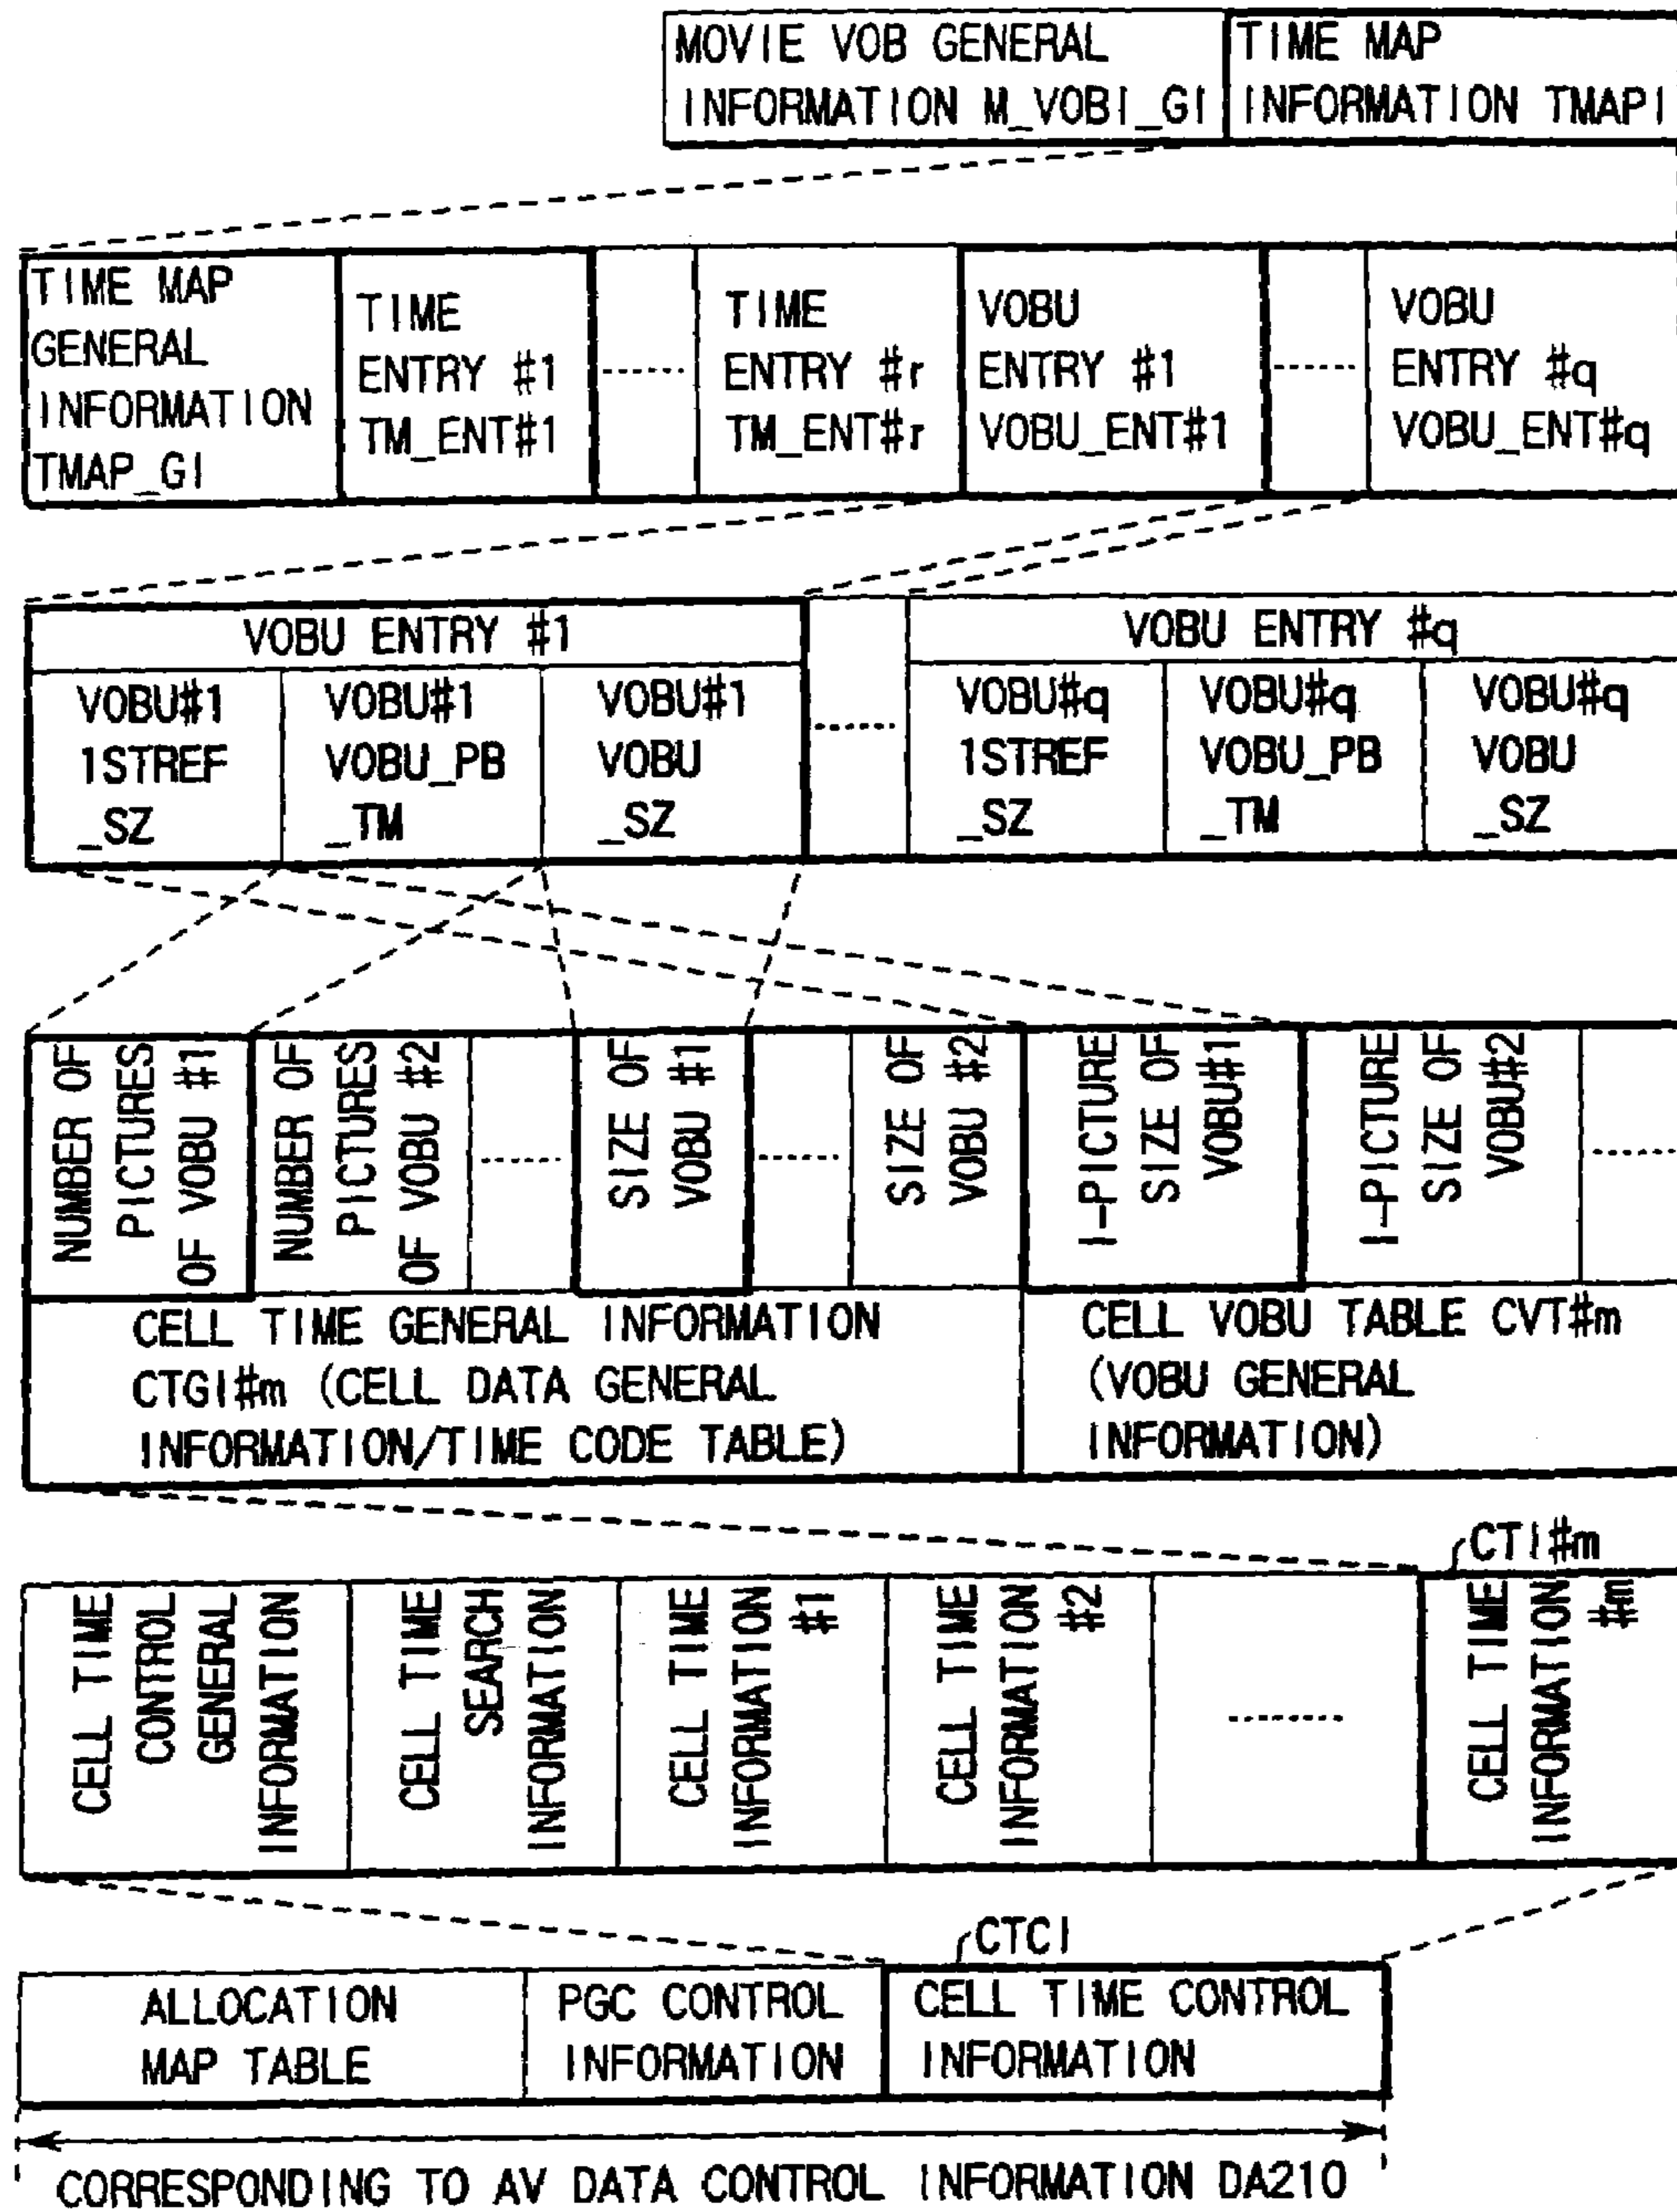 MOVIE VOB GENERAL
INFORMATION M_VOBI_GI
TIME MAP
INFORMATION TMAPI
TIME MAP
GENERAL
INFORMATION
TMAP_GI
TIME
ENTRY #1
TM_ENT#1
TIME
ENTRY #r
TM_ENT#r
VOBU
ENTRY #1
VOBU_ENT#1
VOBU
ENTRY #q
VOBU_ENT#q
VOBU ENTRY #1
VOBU ENTRY #q
VOBU#1
1STREF
_SZ
VOBU#1
VOBU_PB
_TM
VOBU#1
VOBU
_SZ
VOBU#q
1STREF
_SZ
VOBU#q
VOBU_PB
_TM
VOBU#q
VOBU
_SZ
NUMBER OF
PICTURES
OF VOBU #1
NUMBER OF
PICTURES
OF VOBU #2
SIZE OF
VOBU #1
SIZE OF
VOBU #2
I-PICTURE
SIZE OF
VOBU#1
I-PICTURE
SIZE OF
VOBU#2
CELL TIME GENERAL INFORMATION
CTGI#m (CELL DATA GENERAL
INFORMATION/TIME CODE TABLE)
CELL VOBU TABLE CVT#m
(VOBU GENERAL
INFORMATION)
CTI#m
CELL TIME
CONTROL
GENERAL
INFORMATION
CELL TIME
SEARCH
INFORMATION
CELL TIME
INFORMATION
#1
CELL TIME
INFORMATION
#2
CELL TIME
INFORMATION
#m
CTCI
ALLOCATION
MAP TABLE
PGC CONTROL
INFORMATION
CELL TIME CONTROL
INFORMATION
CORRESPONDING TO AV DATA CONTROL INFORMATION DA210